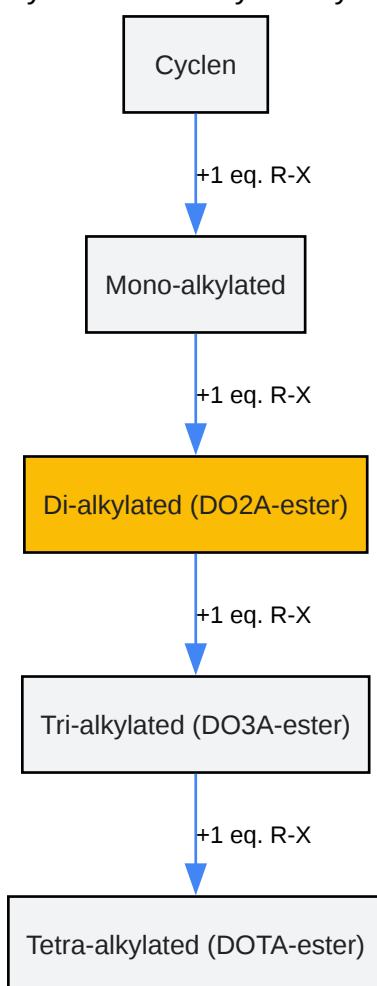 Cyclen
+1 eq. R-X
Mono-alkylated
+1 eq. R-X
Di-alkylated (DO2A-ester)
+1 eq. R-X
Tri-alkylated (DO3A-ester)
+1 eq. R-X
Tetra-alkylated (DOTA-ester)